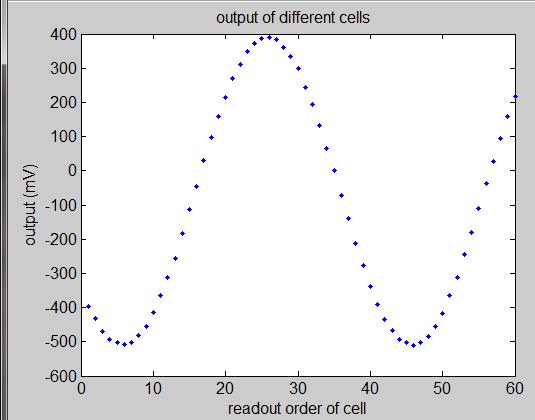 output of different cells
400
300
200
100
0
-100
-200
-300
-400
-500
-600
output (mV)
0 10 20 30 40 50 60
readout order of cell